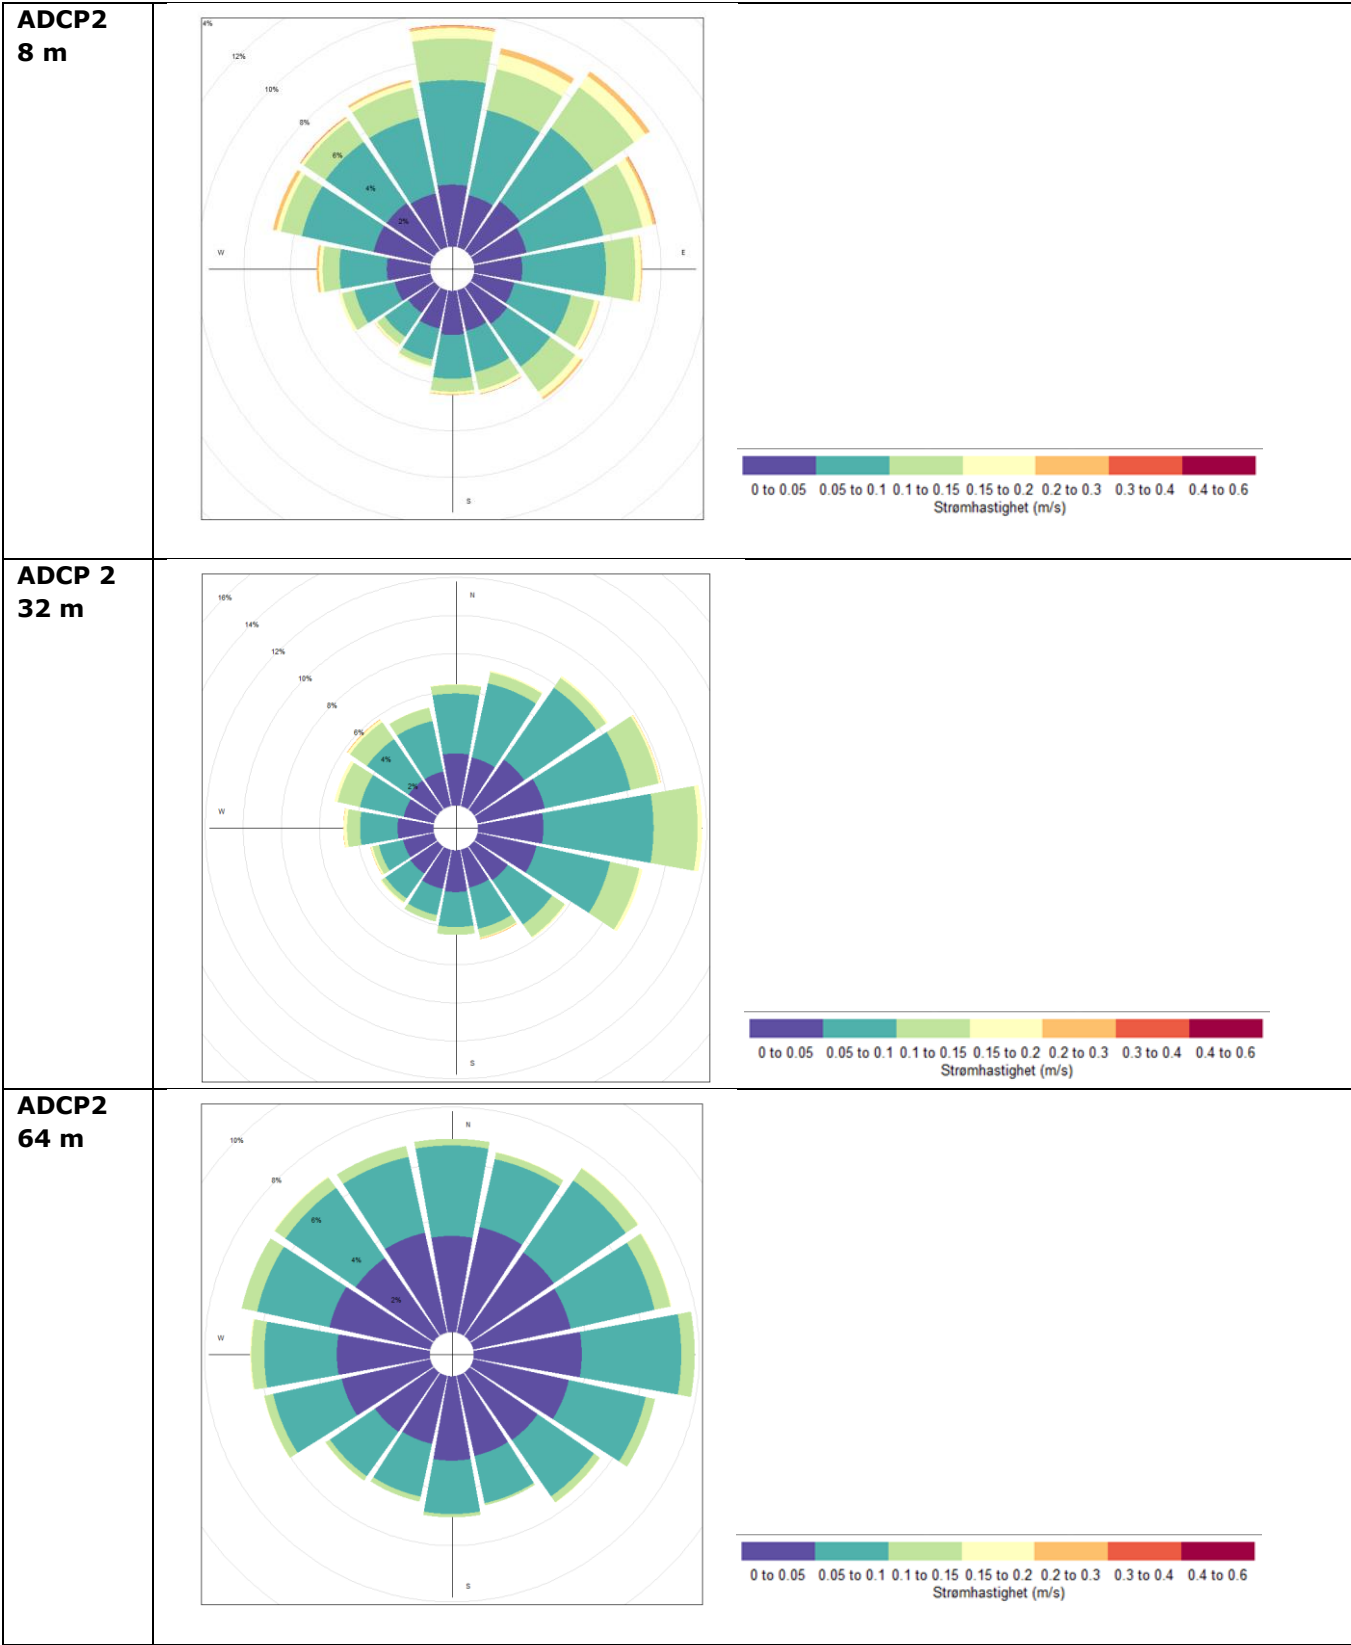 ADCP2
8 m
4%
12%
10%
8%
6%
4%
2%
W
E
S
0 to 0.05 0.05 to 0.1 0.1 to 0.15 0.15 to 0.2 0.2 to 0.3 0.3 to 0.4 0.4 to 0.6
Strømhastighet (m/s)
ADCP 2
32 m
16%
14%
12%
10%
8%
6%
4%
2%
N
W
S
0 to 0.05 0.05 to 0.1 0.1 to 0.15 0.15 to 0.2 0.2 to 0.3 0.3 to 0.4 0.4 to 0.6
Strømhastighet (m/s)
ADCP2
64 m
N
10%
8%
6%
4%
2%
W
S
0 to 0.05 0.05 to 0.1 0.1 to 0.15 0.15 to 0.2 0.2 to 0.3 0.3 to 0.4 0.4 to 0.6
Strømhastighet (m/s)